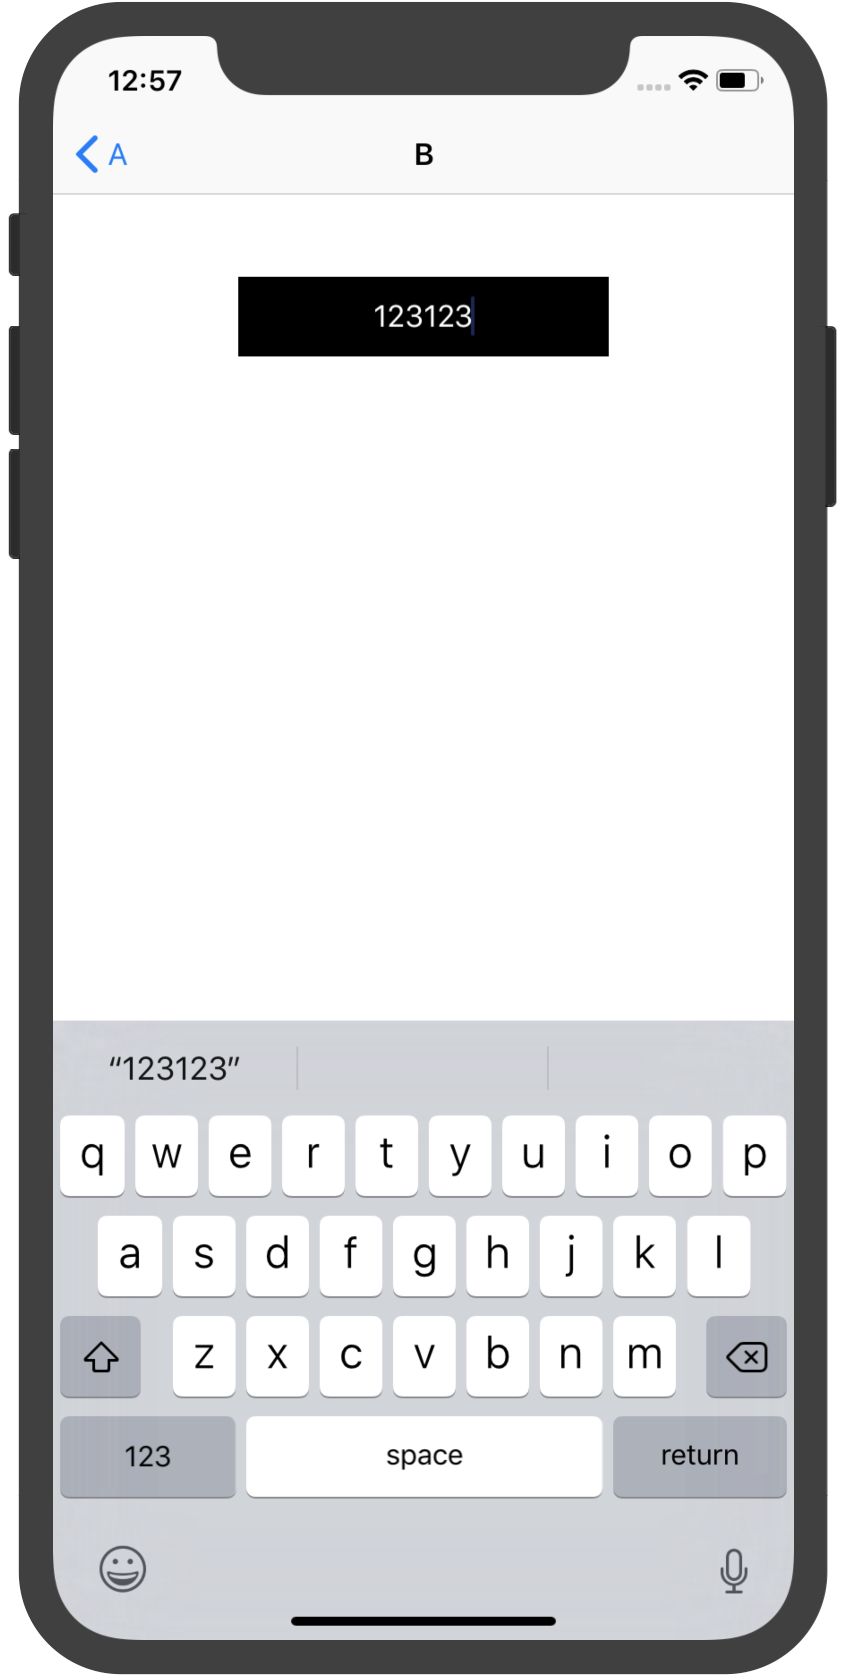 12:57
A B
123123
“123123”
q w e r t y u i o p
a s d f g h j k l
z x c v b n m
123 space return